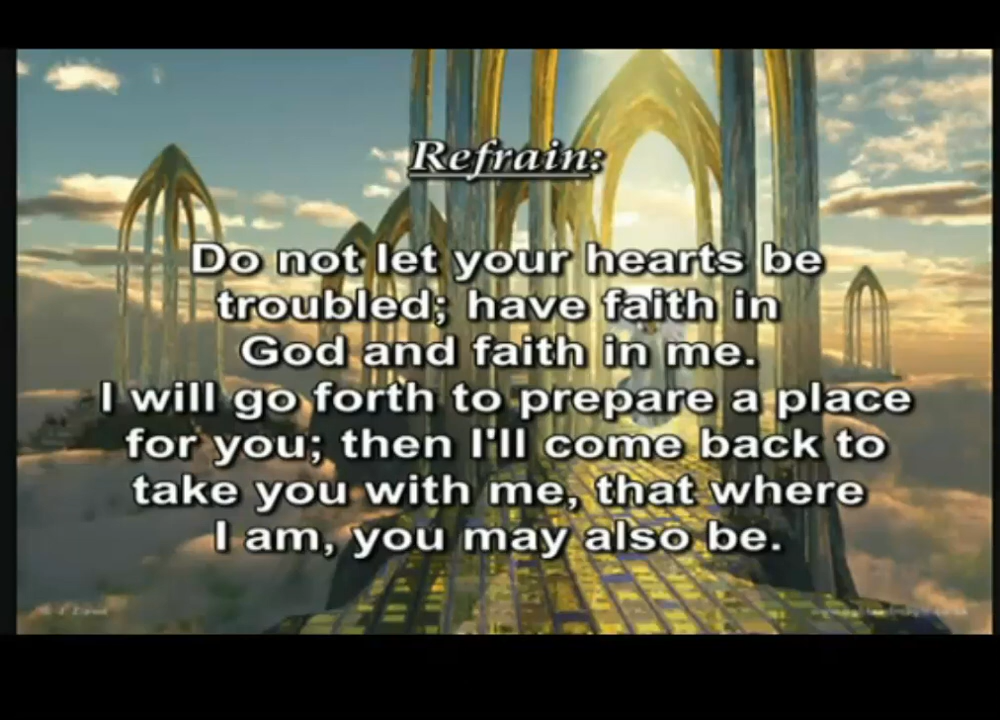 Refrain:
Do not let your hearts be
troubled; have faith in
God and faith in me.
I will go forth to prepare a place
for you; then I'll come back to
take you with me, that where
I am, you may also be.